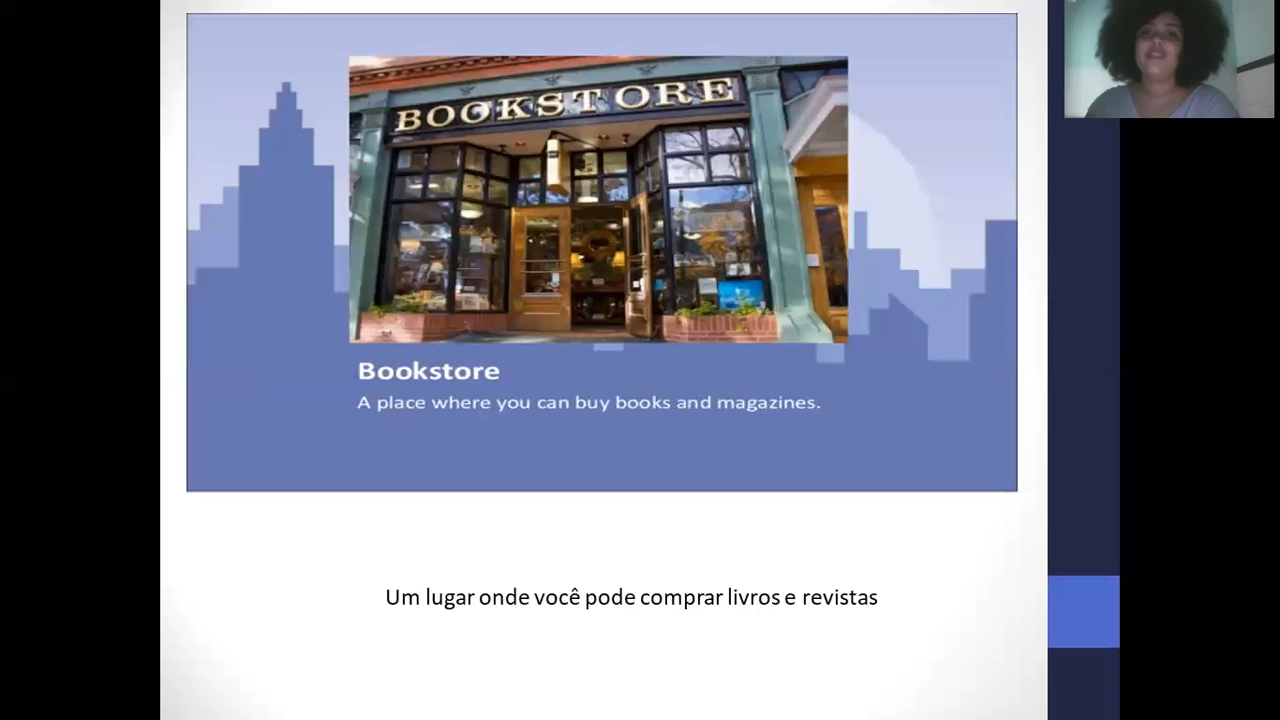 BOOKSTORE
Bookstore
A place where you can buy books and magazines.
Um lugar onde você pode comprar livros e revistas